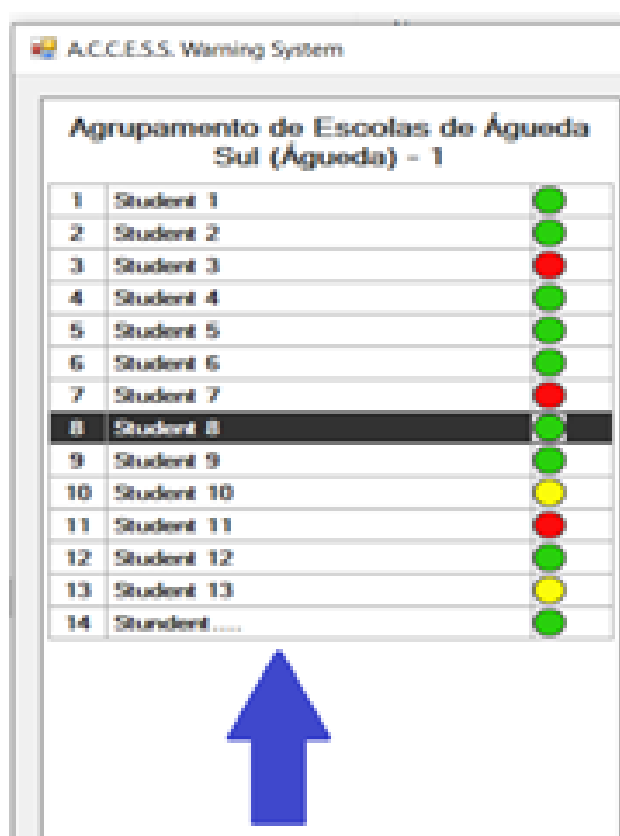 A.C.C.E.S.S. Warning System
Agrupamento de Escolas de Águeda
Sul (Águeda) - 1
1 Student 1
2 Student 2
3 Student 3
4 Student 4
5 Student 5
6 Student 6
7 Student 7
8 Student 8
9 Student 9
10 Student 10
11 Student 11
12 Student 12
13 Student 13
14 Stundent....